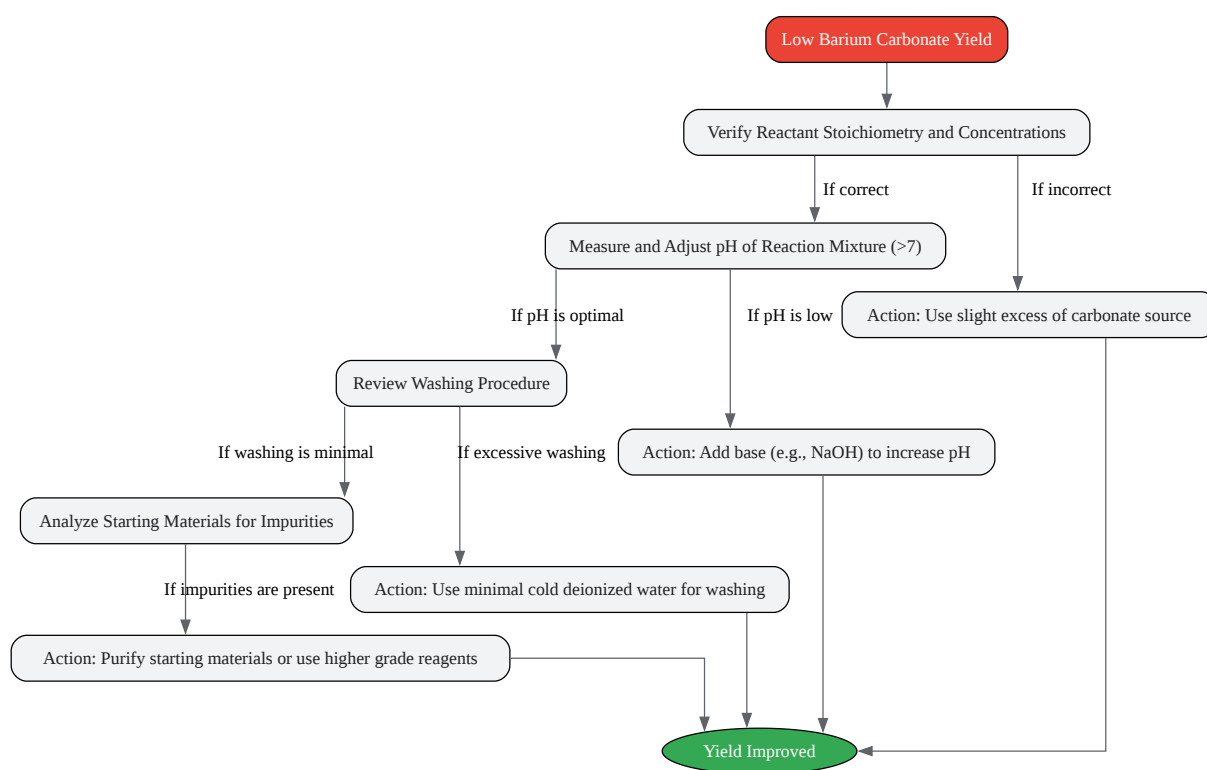 Low Barium Carbonate Yield
Verify Reactant Stoichiometry and Concentrations
If correct
If incorrect
Measure and Adjust pH of Reaction Mixture (>7)
If pH is optimal
If pH is low
Action: Use slight excess of carbonate source
Review Washing Procedure
If washing is minimal
If excessive washing
Action: Add base (e.g., NaOH) to increase pH
Analyze Starting Materials for Impurities
If impurities are present
Action: Use minimal cold deionized water for washing
Action: Purify starting materials or use higher grade reagents
Yield Improved